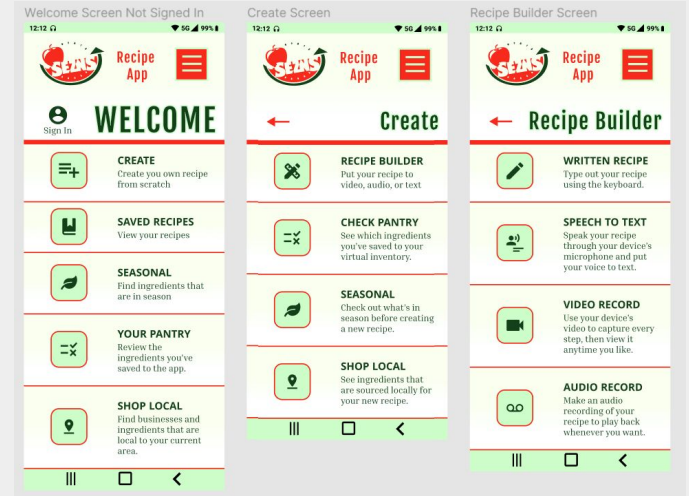 Welcome Screen Not Signed In
12:12
5G
99%
SEZNS
Recipe
App
Sign In
WELCOME
CREATE
Create you own recipe
from scratch
SAVED RECIPES
View your recipes
SEASONAL
Find ingredients that
are in season
YOUR PANTRY
Review the
ingredients you've
saved to the app.
SHOP LOCAL
Find businesses and
ingredients that are
local to your current
area.
Create Screen
12:12
5G
99%
SEZNS
Recipe
App
Create
RECIPE BUILDER
Put your recipe to
video, audio, or text
CHECK PANTRY
See which ingredients
you've saved to your
virtual inventory.
SEASONAL
Check out what's in
season before creating
a new recipe.
SHOP LOCAL
See ingredients that
are sourced locally for
your new recipe.
Recipe Builder Screen
12:12
5G
99%
SEZNS
Recipe
App
Recipe Builder
WRITTEN RECIPE
Type out your recipe
using the keyboard.
SPEECH TO TEXT
Speak your recipe
through your device's
microphone and put
your voice to text.
VIDEO RECORD
Use your device's
video to capture every
step, then view it
anytime you like.
AUDIO RECORD
Make an audio
recording of your
recipe to play back
whenever you want.